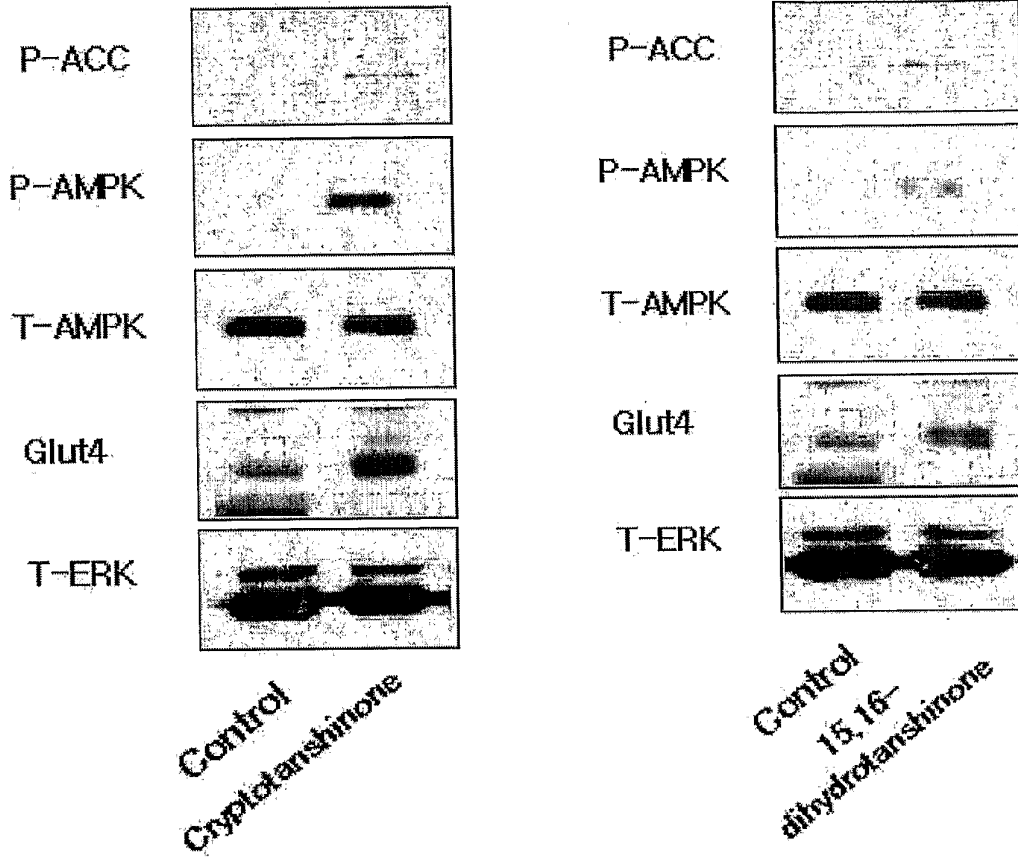 P-ACC
P-AMPK
T-AMPK
Glut4
T-ERK
Control
Cryptotanshinone
P-ACC
P-AMPK
T-AMPK
Glut4
T-ERK
Control
15,16-
dihydrotanshinone